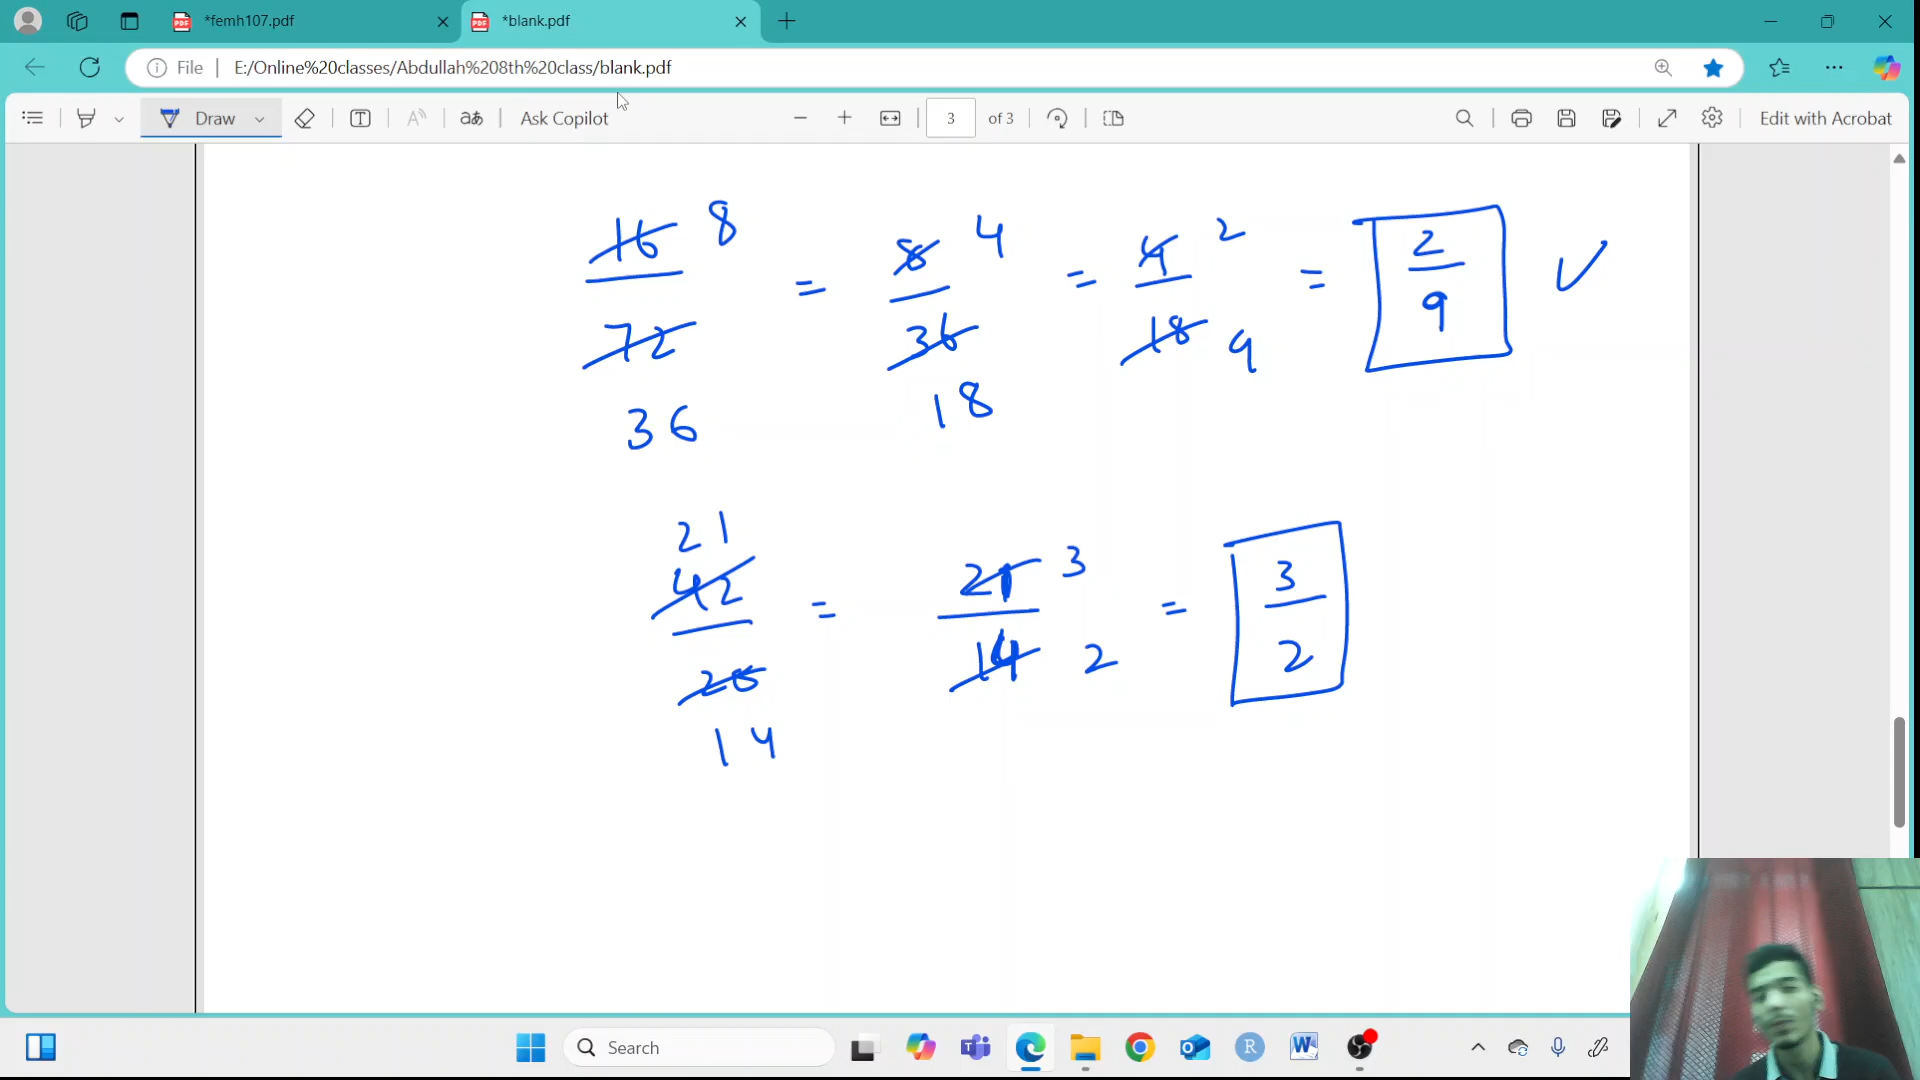 *femh107.pdf
*blank.pdf
File
E:/Online%20classes/Abdullah%208th%20class/blank.pdf
Draw
aあ
Ask Copilot
3 of 3
Edit with Acrobat
16 8
72
36
=
8 4
36
18
=
4 2
18 9
=
2
9
✓
21
42
28
14
=
21 3
14 2
=
3
2
Search